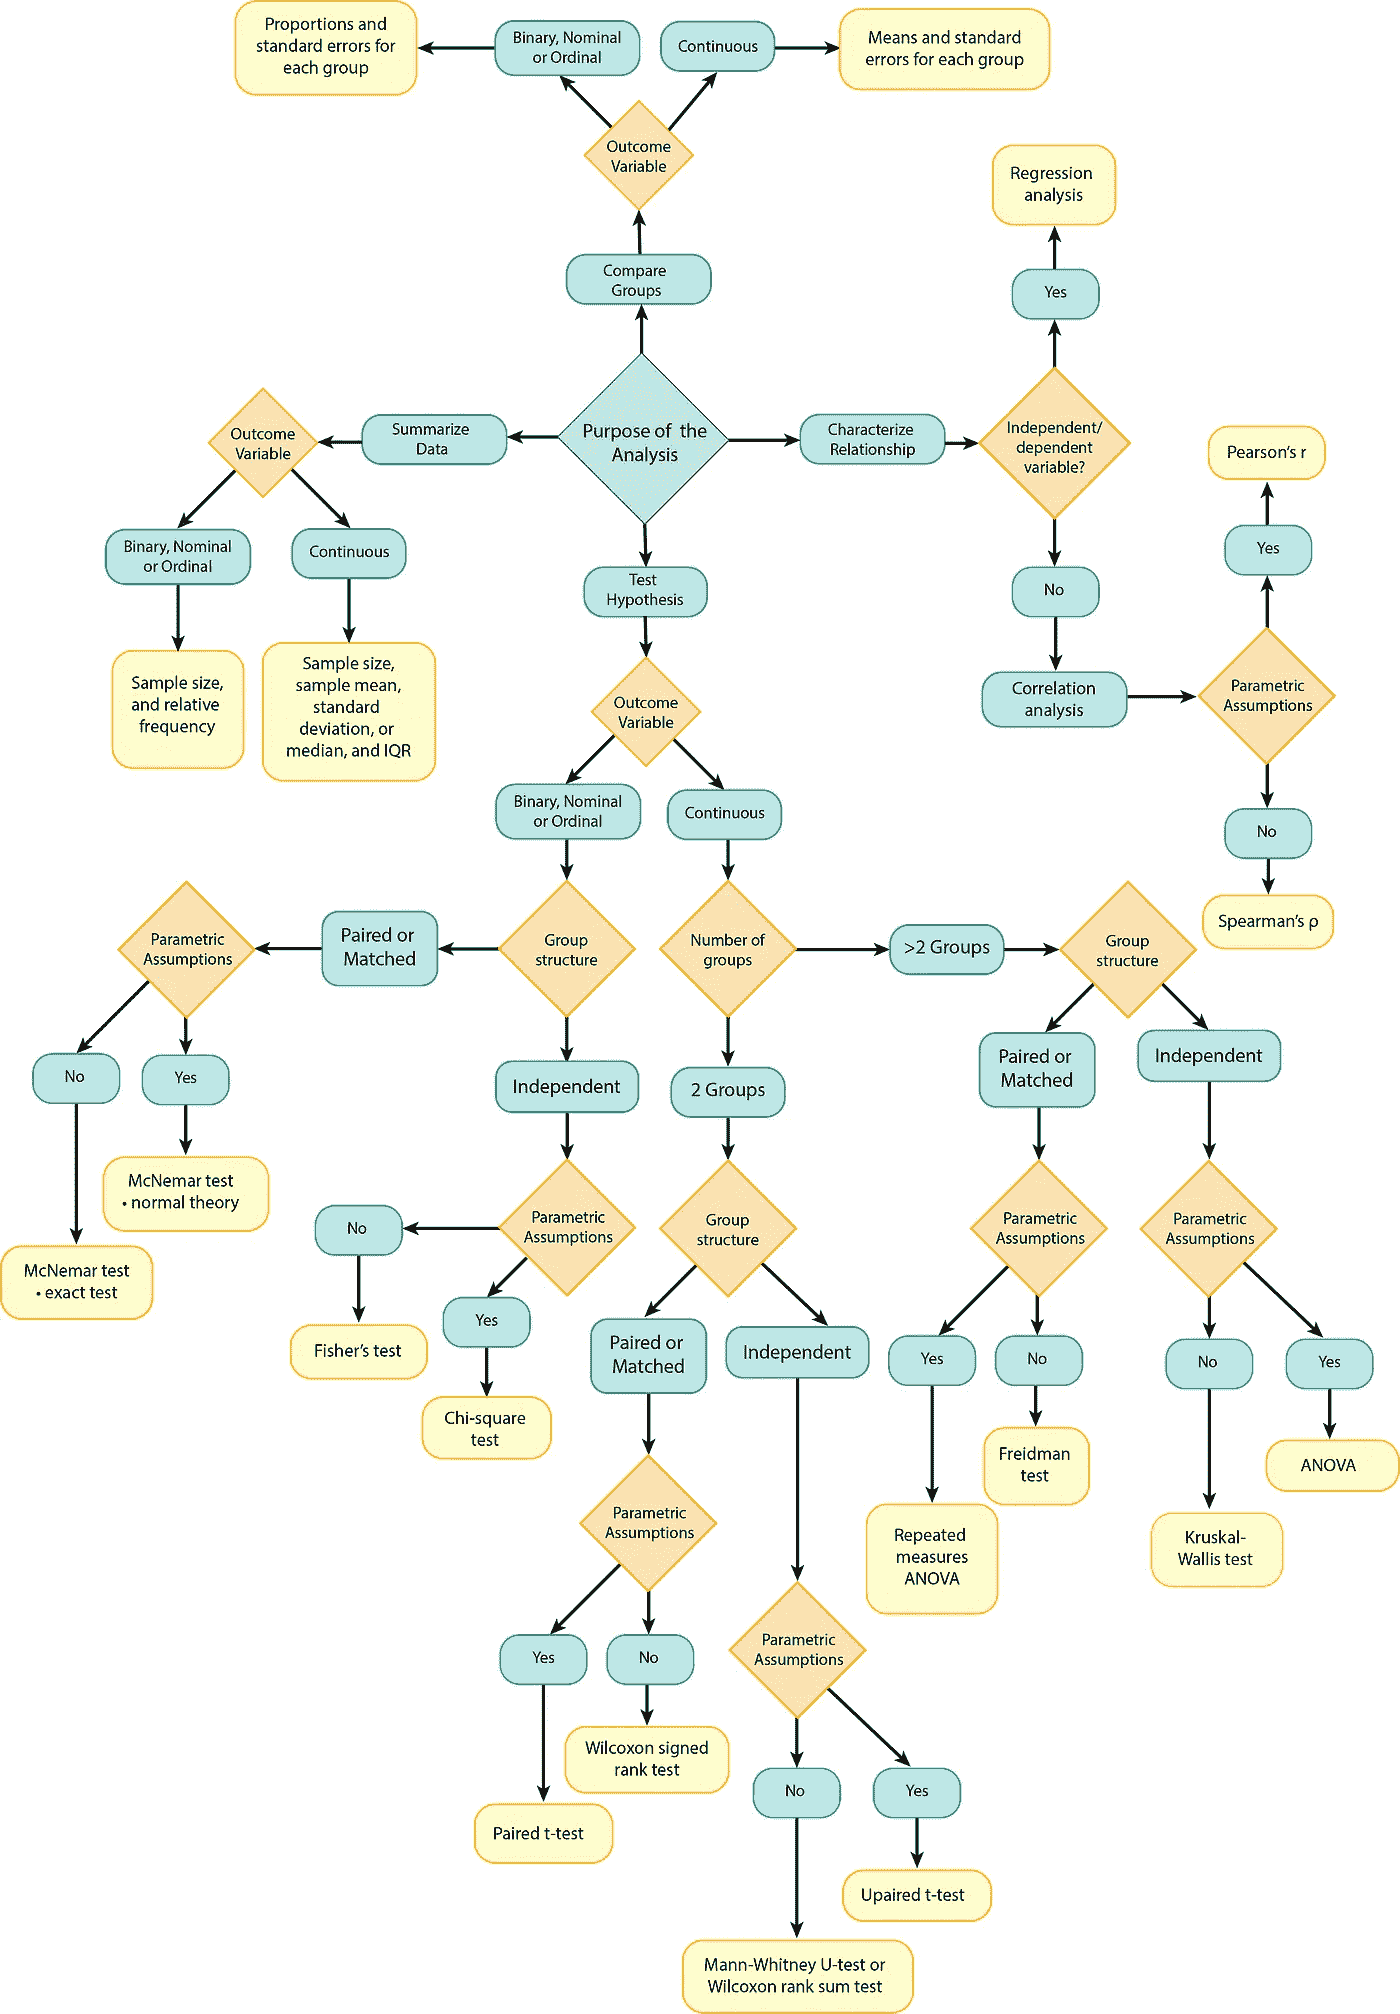 Proportions and
standard errors for
each group
Binary, Nominal
or Ordinal
Continuous
Means and standard
errors for each group
Outcome
Variable
Regression
analysis
Compare
Groups
Yes
Outcome
Variable
Summarize
Data
Purpose of the
Analysis
Characterize
Relationship
Independent/
dependent
variable?
Pearson's r
Binary, Nominal
or Ordinal
Continuous
Yes
Test
Hypothesis
No
Sample size,
and relative
frequency
Sample size,
sample mean,
standard
deviation, or
median, and IQR
Outcome
Variable
Correlation
analysis
Parametric
Assumptions
Binary, Nominal
or Ordinal
Continuous
No
Spearman's ρ
Parametric
Assumptions
Paired or
Matched
Group
structure
Number of
groups
>2 Groups
Group
structure
No
Yes
Independent
2 Groups
Paired or
Matched
Independent
McNemar test
• normal theory
McNemar test
• exact test
No
Parametric
Assumptions
Group
structure
Parametric
Assumptions
Parametric
Assumptions
Fisher's test
Yes
Paired or
Matched
Independent
Yes
No
No
Yes
Chi-square
test
Freidman
test
ANOVA
Parametric
Assumptions
Repeated
measures
ANOVA
Kruskal-
Wallis test
Yes
No
Parametric
Assumptions
Wilcoxon signed
rank test
Paired t-test
No
Yes
Upaired t-test
Mann-Whitney U-test or
Wilcoxon rank sum test